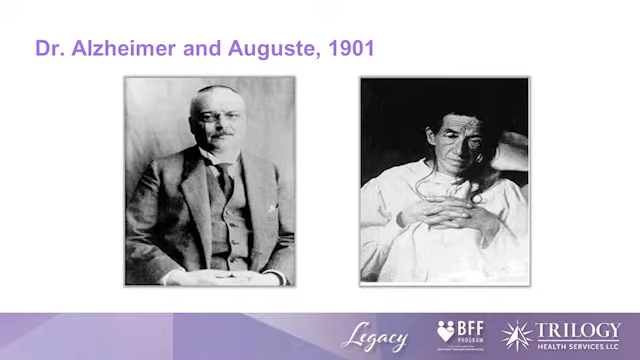 Dr. Alzheimer and Auguste, 1901
Legacy
BFF
PROGRAM
TRILOGY
HEALTH SERVICES, LLC